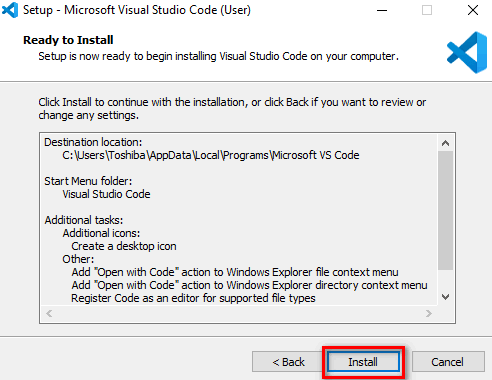 Setup - Microsoft Visual Studio Code (User)
Ready to Install
Setup is now ready to begin installing Visual Studio Code on your computer.
Click Install to continue with the installation, or click Back if you want to review or
change any settings.
Destination location:
C:\Users\Toshiba\AppData\Local\Programs\Microsoft VS Code
Start Menu folder:
Visual Studio Code
Additional tasks:
Additional icons:
Create a desktop icon
Other:
Add "Open with Code" action to Windows Explorer file context menu
Add "Open with Code" action to Windows Explorer directory context menu
Register Code as an editor for supported file types
< Back Install Cancel